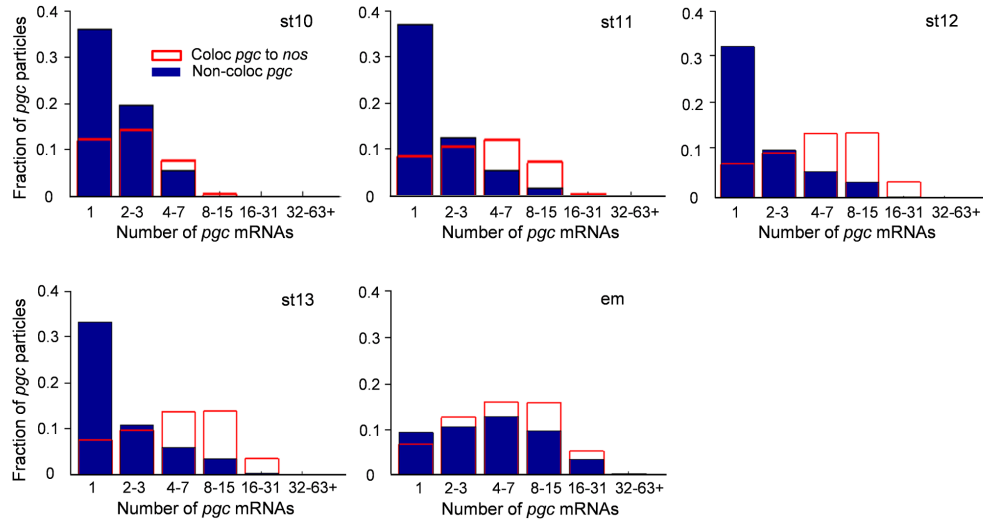 st10
0.4
0.3
0.2
0.1
0
Fraction of pgc particles
Coloc pgc to nos
Non-coloc pgc
1 2-3 4-7 8-15 16-31 32-63+
Number of pgc mRNAs
st11
0.4
0.3
0.2
0.1
0
1 2-3 4-7 8-15 16-31 32-63+
Number of pgc mRNAs
st12
0.4
0.3
0.2
0.1
0
1 2-3 4-7 8-15 16-31 32-63+
Number of pgc mRNAs
st13
0.4
0.3
0.2
0.1
0
Fraction of pgc particles
1 2-3 4-7 8-15 16-31 32-63+
Number of pgc mRNAs
em
0.4
0.3
0.2
0.1
0
1 2-3 4-7 8-15 16-31 32-63+
Number of pgc mRNAs